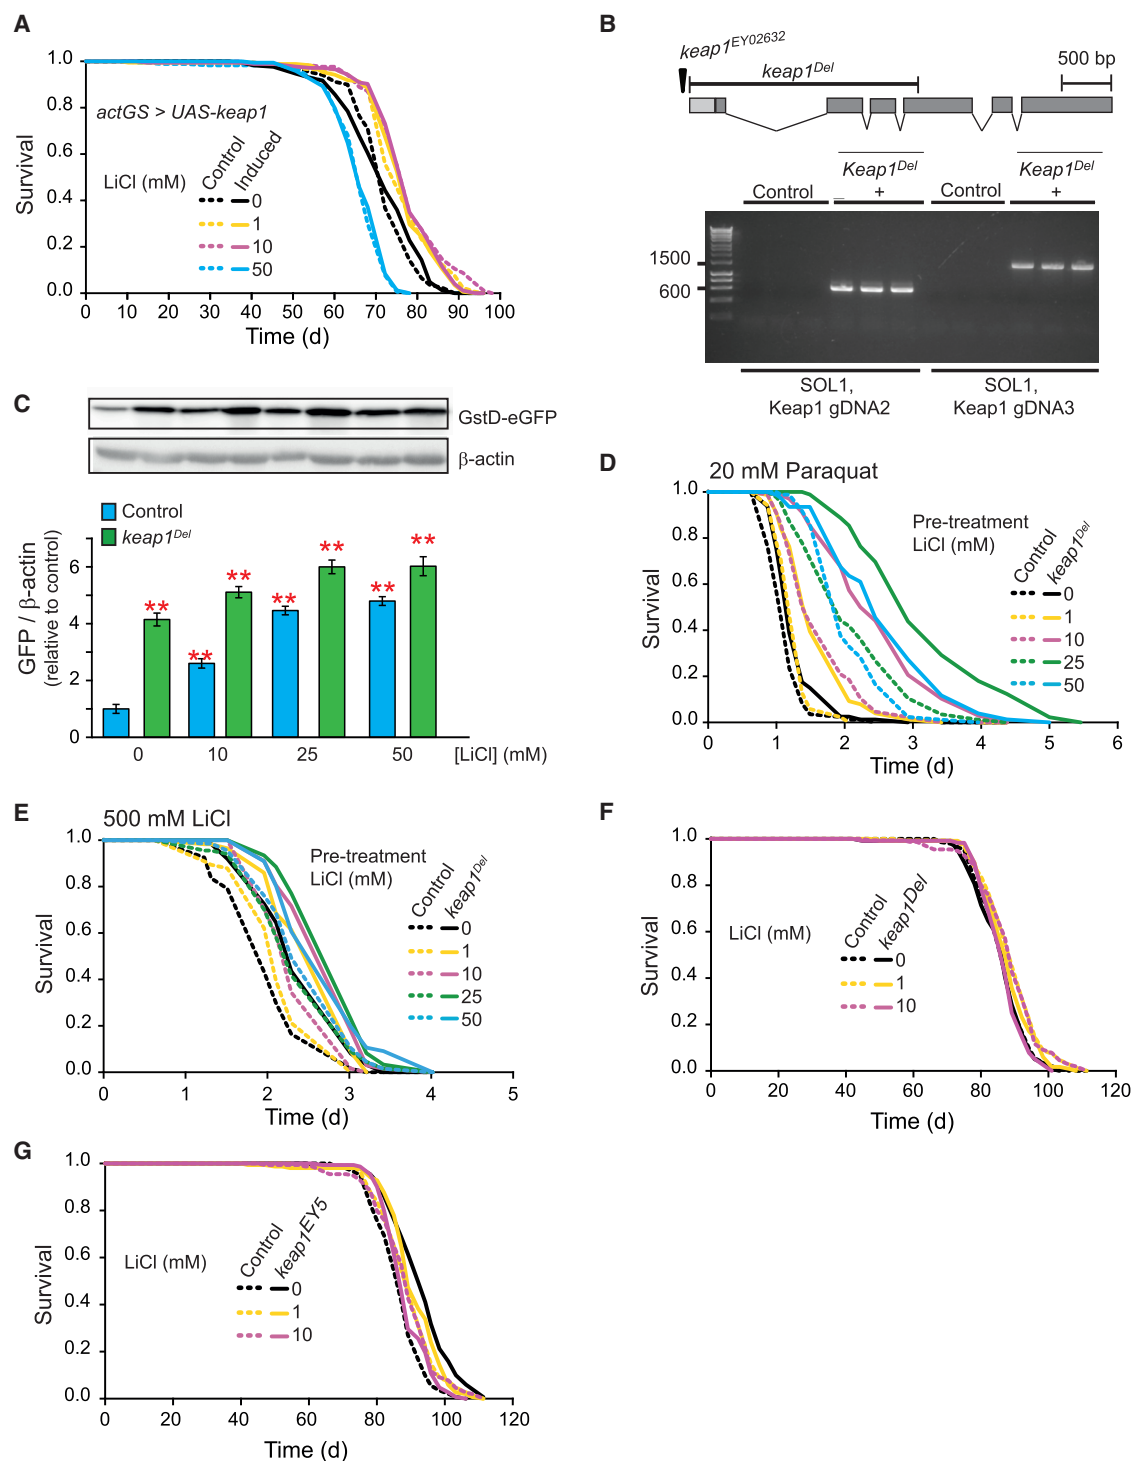 A
1.0
0.8
0.6
0.4
0.2
0.0
Survival
actGS > UAS-keap1
LiCl (mM)
Control
Induced
0
1
10
50
0 10 20 30 40 50 60 70 80 90 100
Time (d)
B
keap1EY02632
keap1Del
500 bp
Control
Keap1Del
– +
Control
Keap1Del
+
1500
600
SOL1,
Keap1 gDNA2
SOL1,
Keap1 gDNA3
C
GstD-eGFP
β-actin
Control
keap1Del
GFP / β-actin
(relative to control)
6
4
2
0
** ** ** ** ** ** **
0 10 25 50 [LiCl] (mM)
D
20 mM Paraquat
1.0
0.8
0.6
0.4
0.2
0.0
Survival
Pre-treatment
LiCl (mM)
Control
keap1Del
0
1
10
25
50
0 1 2 3 4 5 6
Time (d)
E
500 mM LiCl
1.0
0.8
0.6
0.4
0.2
0.0
Survival
Pre-treatment
LiCl (mM)
Control
keap1Del
0
1
10
25
50
0 1 2 3 4 5
Time (d)
F
1.0
0.8
0.6
0.4
0.2
0.0
Survival
LiCl (mM)
Control
keap1Del
0
1
10
0 20 40 60 80 100 120
Time (d)
G
1.0
0.8
0.6
0.4
0.2
0.0
Survival
LiCl (mM)
Control
keap1EY5
0
1
10
0 20 40 60 80 100 120
Time (d)